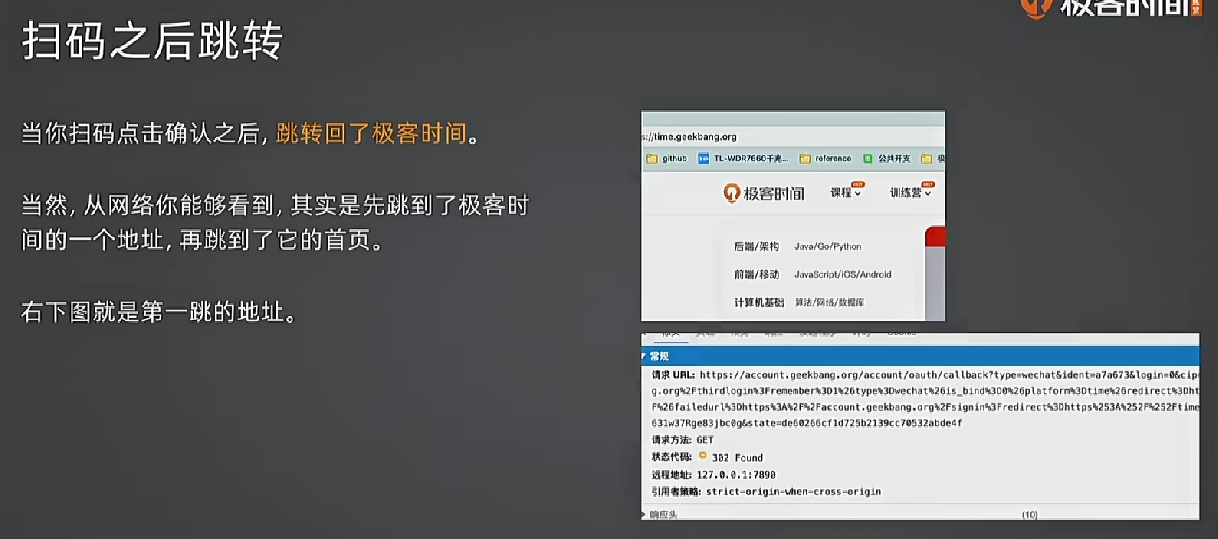 极客时间
扫码之后跳转
当你扫码点击确认之后, 跳转回了极客时间。
当然, 从网络你能够看到, 其实是先跳到了极客时
间的一个地址, 再跳到了它的首页。
右下图就是第一跳的地址。
s://time.geekbang.org
github TL-WDR7660千兆... reference 公共开支
极客时间 课程 HOT 训练营 HOT
后端/架构 Java/Go/Python
前端/移动 JavaScript/iOS/Android
计算机基础 算法/网络/数据库
常规
请求 URL: https://account.geekbang.org/account/oauth/callback?type=wechat&ident=a7a673&login=0&cip
g.org%2Fthirdlogin%3Fremember%3D1%26type%3Dwechat%26is_bind%3D0%26platform%3Dtime%26redirect%3Dht
F%26failedurl%3Dhttps%3A%2F%2Faccount.geekbang.org%2Fsignin%3Fredirect%3Dhttps%253A%252F%252Ftime
631w37Rge83jbc0g&state=de60266cf1d725b2139cc70532abde4f
请求方法: GET
状态代码: 302 Found
远程地址: 127.0.0.1:7890
引用者策略: strict-origin-when-cross-origin
响应头 (10)